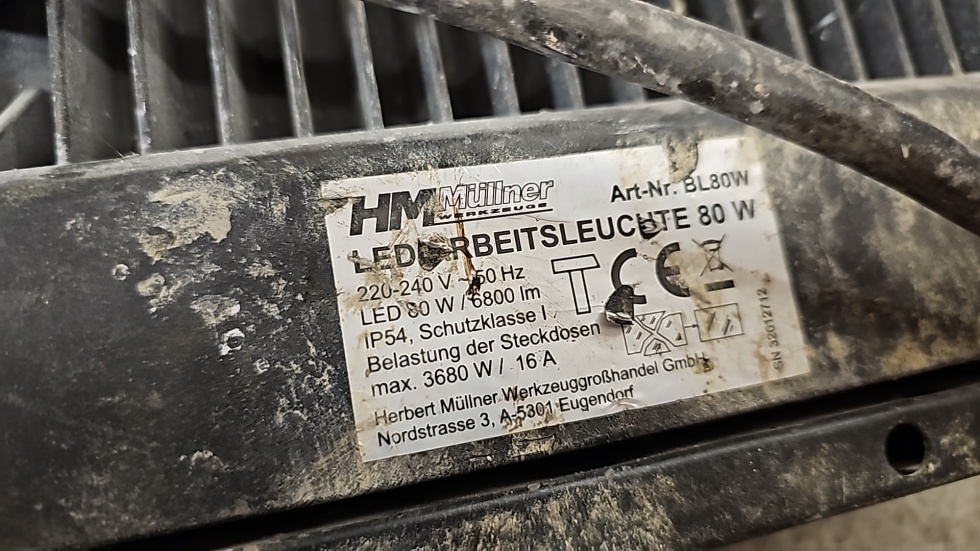 HM Müllner
WERKZEUGE
Art-Nr. BL80W
LED ARBEITSLEUCHTE 80 W
220-240 V ~ 50 Hz
LED 80 W / 6800 lm
IP54, Schutzklasse I
Belastung der Steckdosen
max. 3680 W / 16 A
CE
Herbert Müllner Werkzeuggroßhandel GmbH
Nordstrasse 3, A-5301 Eugendorf
SN 32012712